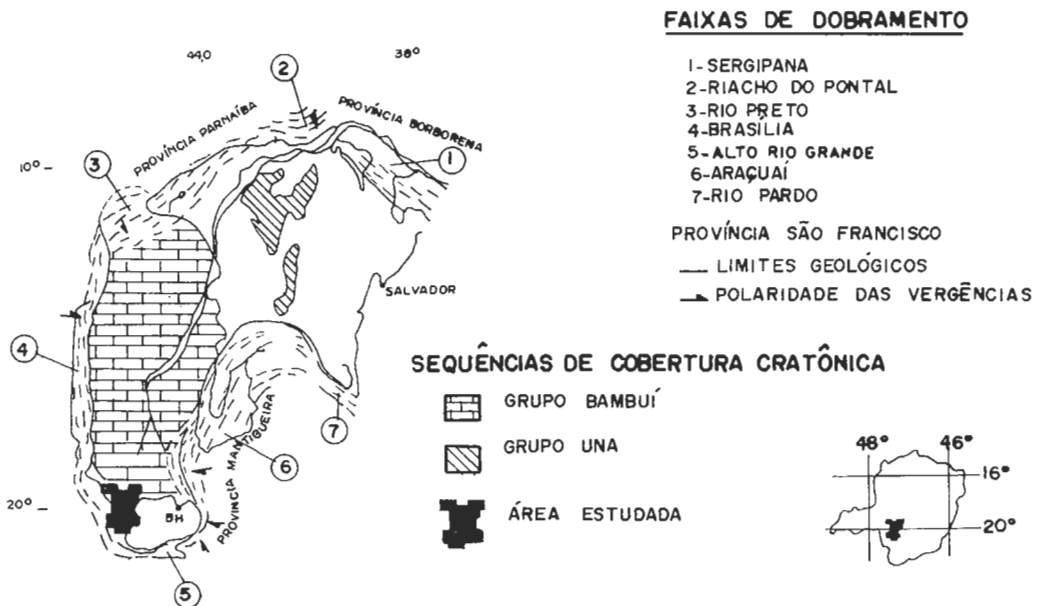 FAIXAS DE DOBRAMENTO
1-SERGIPANA
2-RIACHO DO PONTAL
3-RIO PRETO
4-BRASÍLIA
5-ALTO RIO GRANDE
6-ARAÇUAÍ
7-RIO PARDO
PROVÍNCIA SÃO FRANCISCO
LIMITES GEOLÓGICOS
POLARIDADE DAS VERGÊNCIAS
44,0
38°
2
PROVÍNCIA PARNAÍBA
PROVÍNCIA BORBOREMA
10°
3
1
SALVADOR
4
7
6
PROVINCIA MANTIQUEIRA
20°
BH
5
SEQUÊNCIAS DE COBERTURA CRATÔNICA
GRUPO BAMBUÍ
GRUPO UNA
ÁREA ESTUDADA
48°
46°
16°
20°